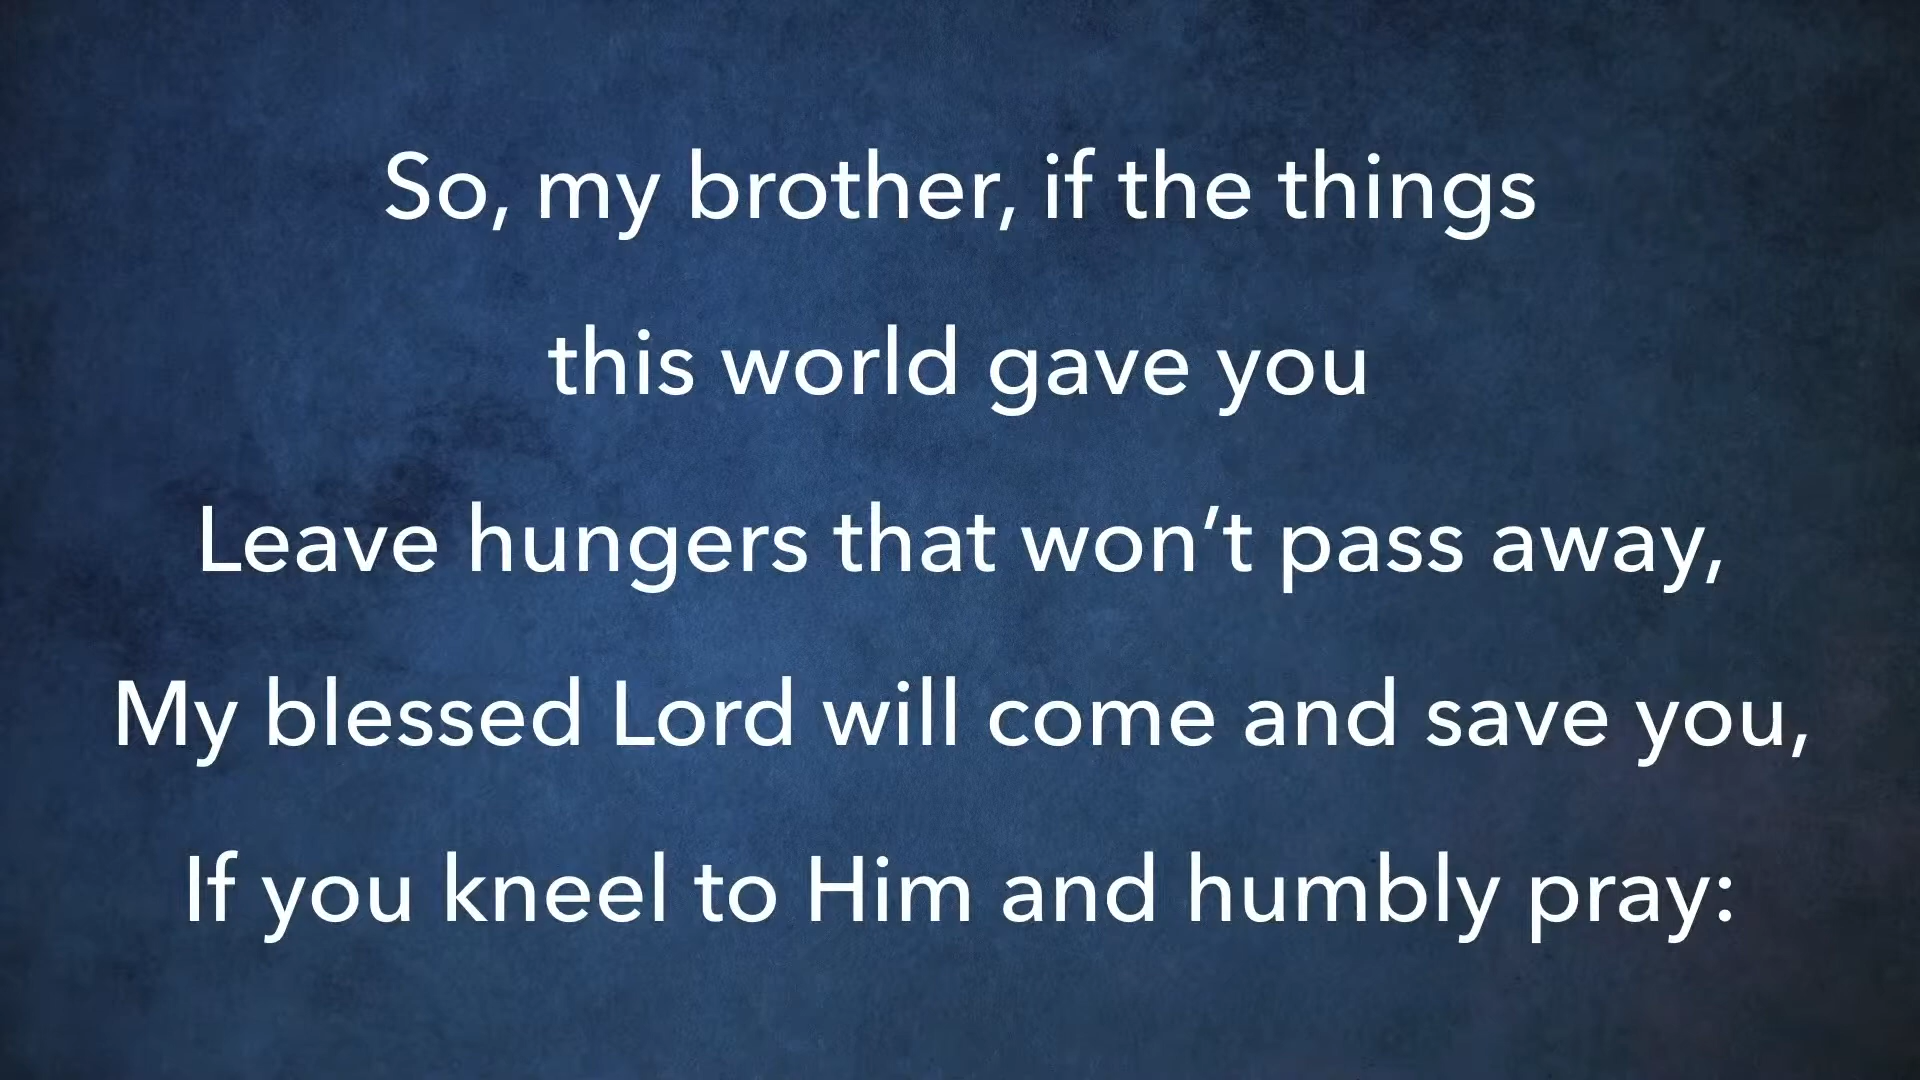 So, my brother, if the things
this world gave you
Leave hungers that won’t pass away,
My blessed Lord will come and save you,
If you kneel to Him and humbly pray: